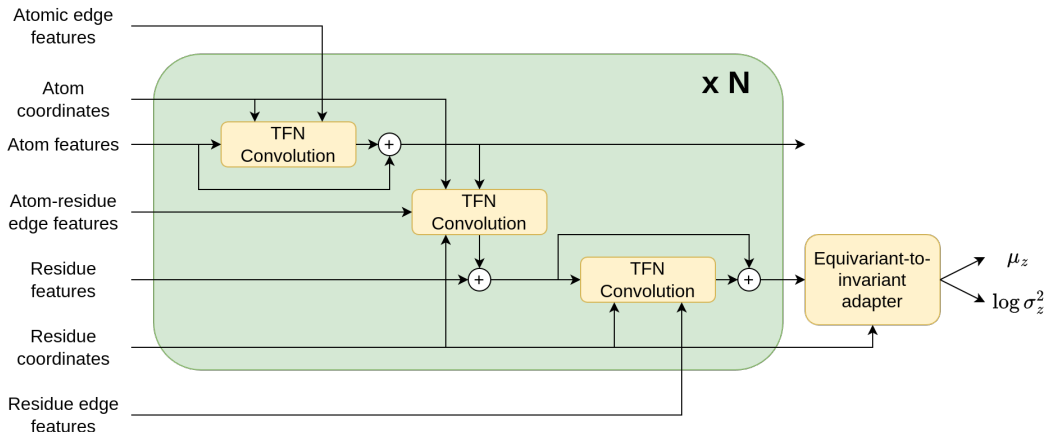 Atomic edge
features
x N
Atom
coordinates
TFN
Convolution
+
Atom features
Atom-residue
edge features
TFN
Convolution
Residue
features
+
TFN
Convolution
+
Equivariant-to-
invariant
adapter
μ_z
log σ_z^2
Residue
coordinates
Residue edge
features